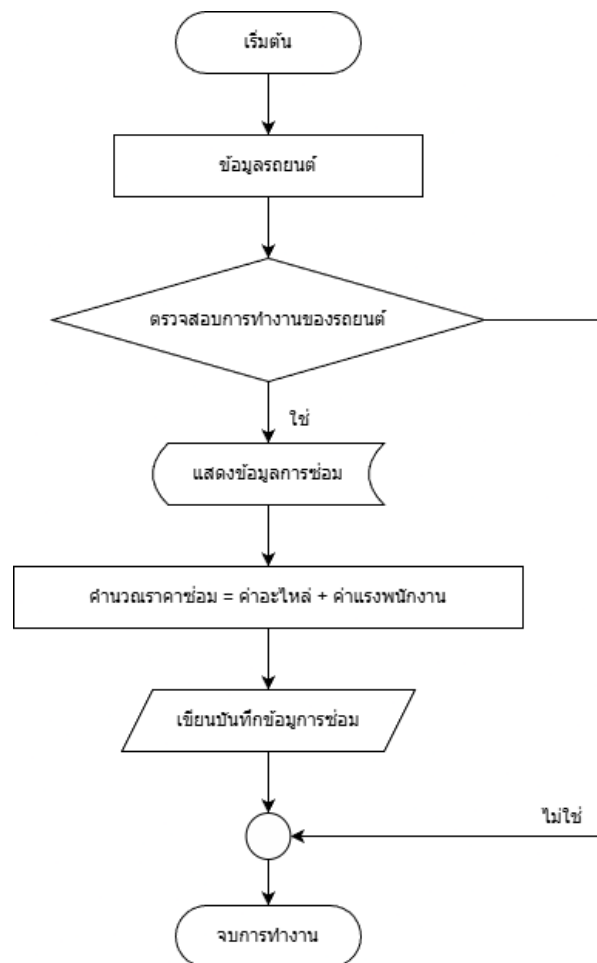 เริ่มต้น
ข้อมูลรถยนต์
ตรวจสอบการทำงานของรถยนต์
ใช่
แสดงข้อมูลการซ่อม
คำนวณราคาซ่อม = ค่าอะไหล่ + ค่าแรงพนักงาน
เขียนบันทึกข้อมูการซ่อม
ไม่ใช่
จบการทำงาน